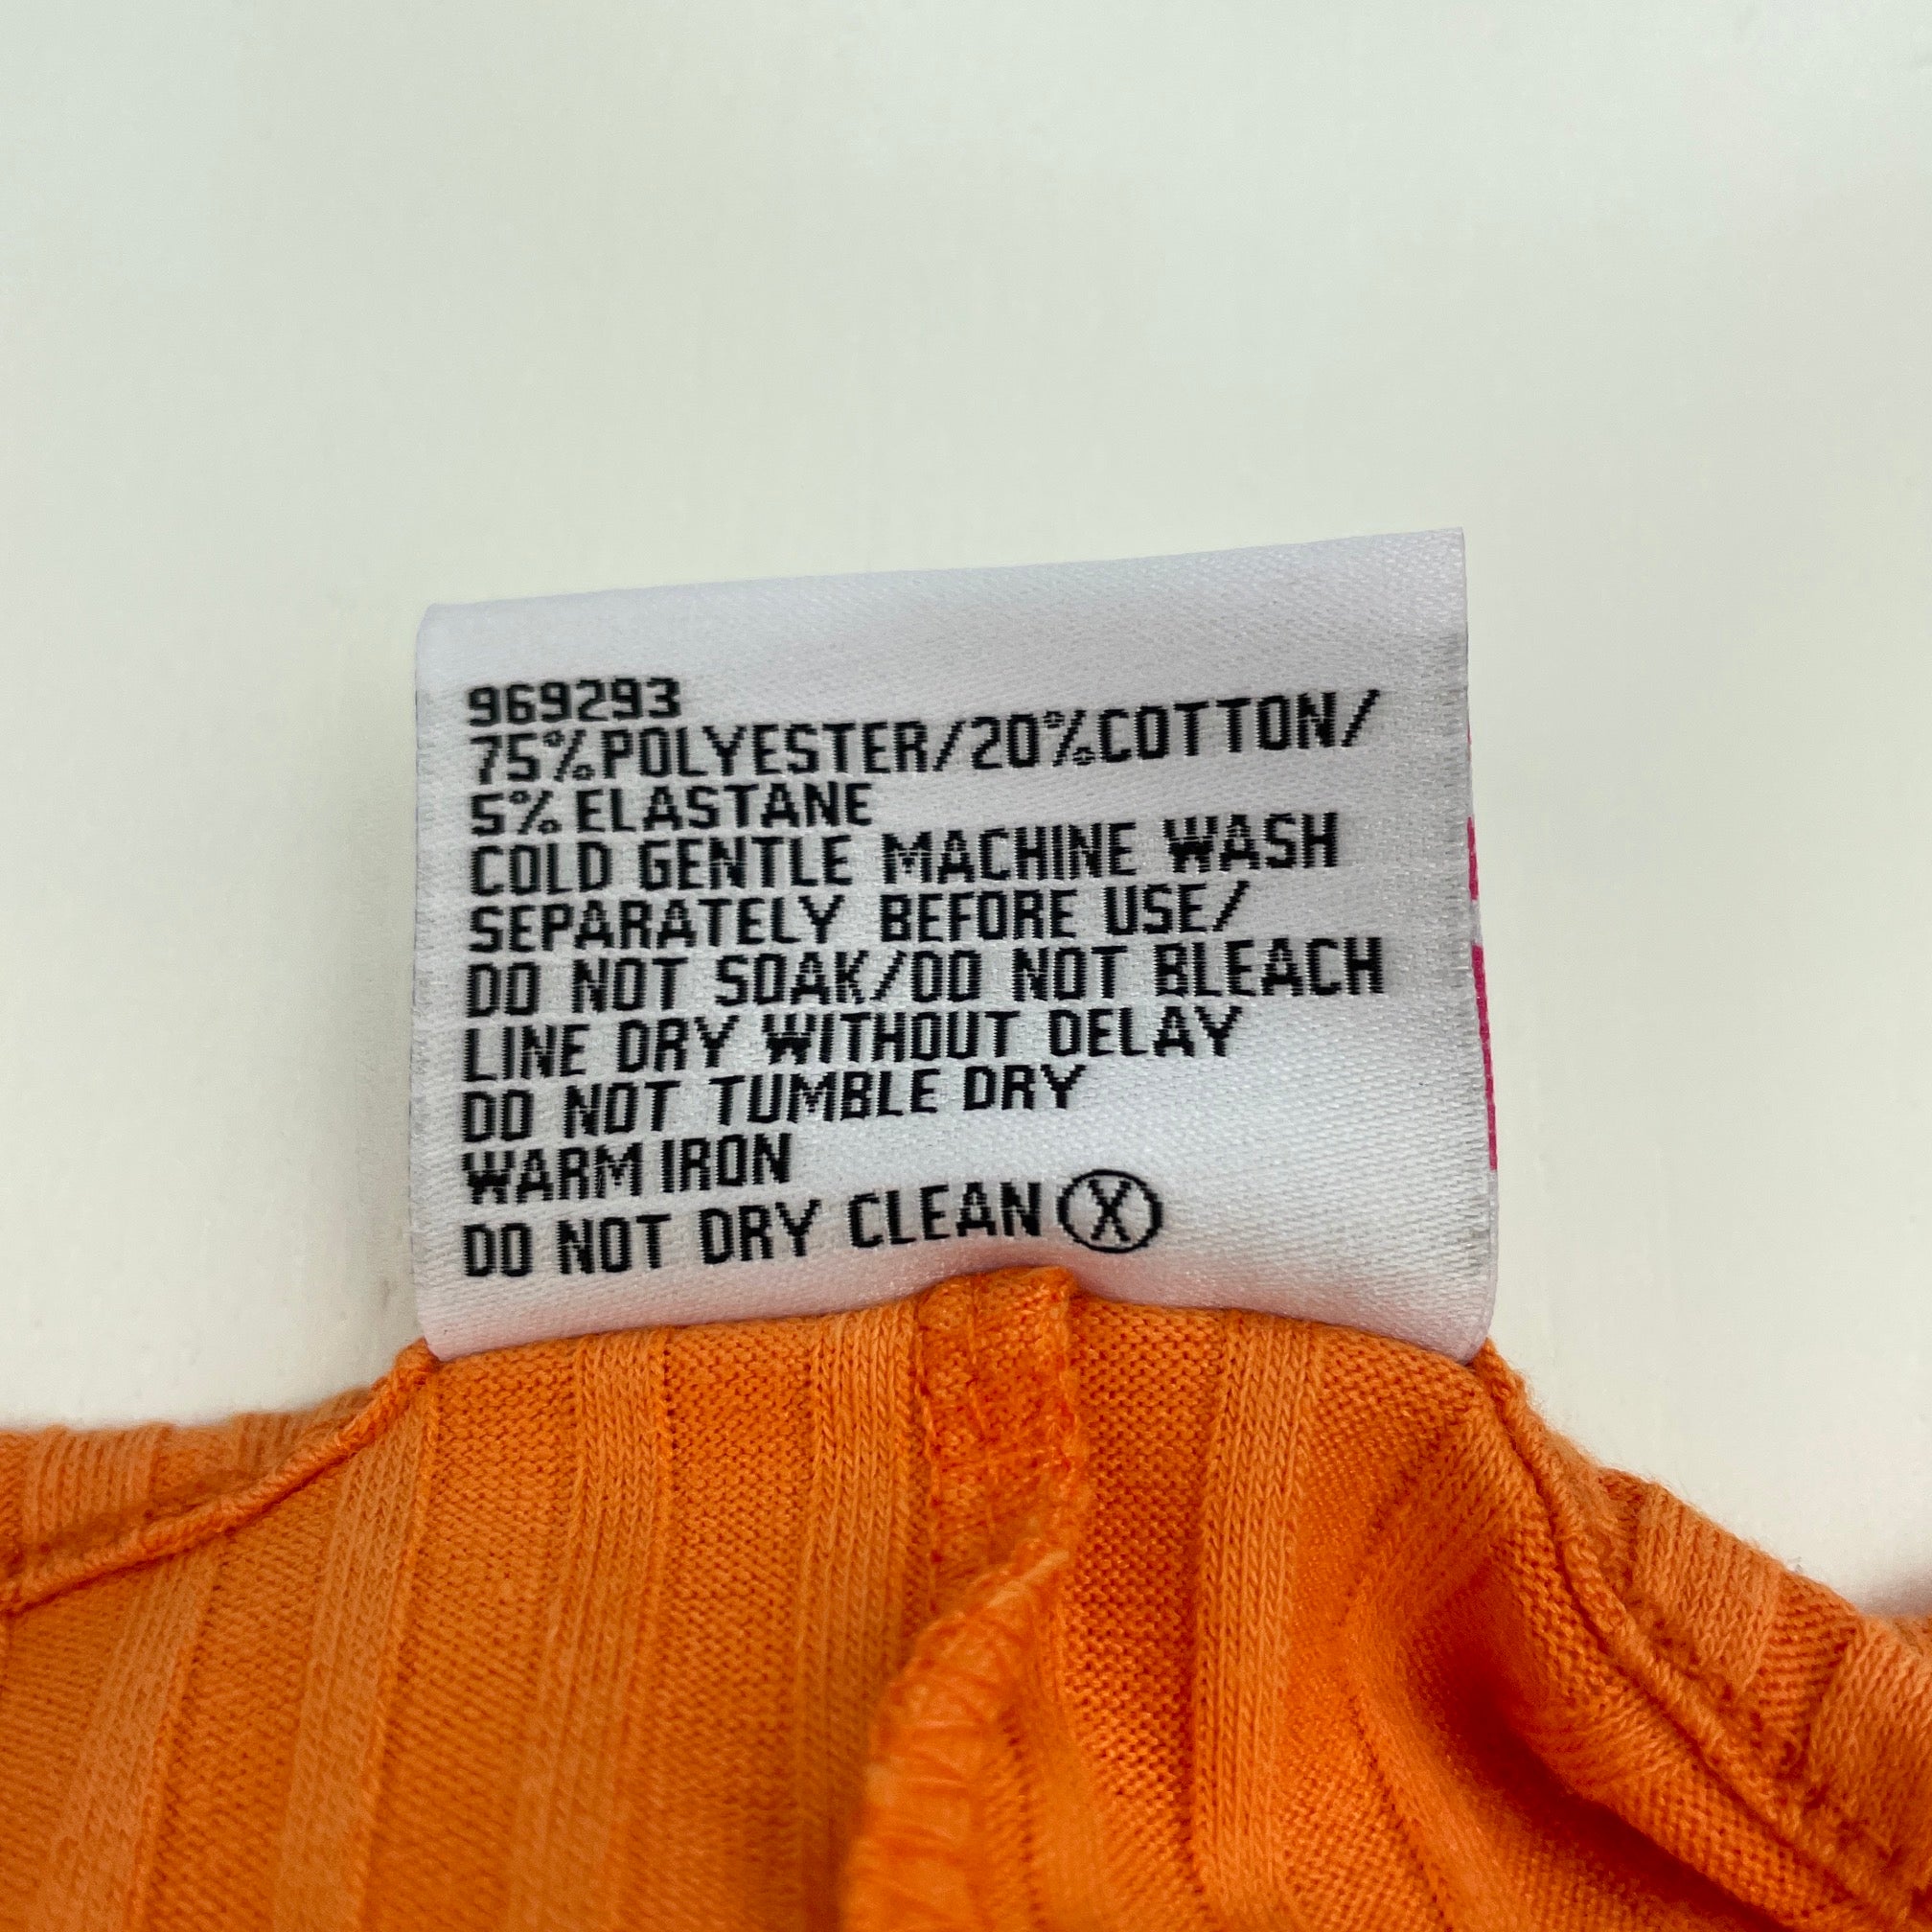 969293
75%POLYESTER/20%COTTON/
5% ELASTANE
COLD GENTLE MACHINE WASH
SEPARATELY BEFORE USE/
DO NOT SOAK/DO NOT BLEACH
LINE DRY WITHOUT DELAY
DO NOT TUMBLE DRY
WARM IRON
DO NOT DRY CLEAN Ⓧ